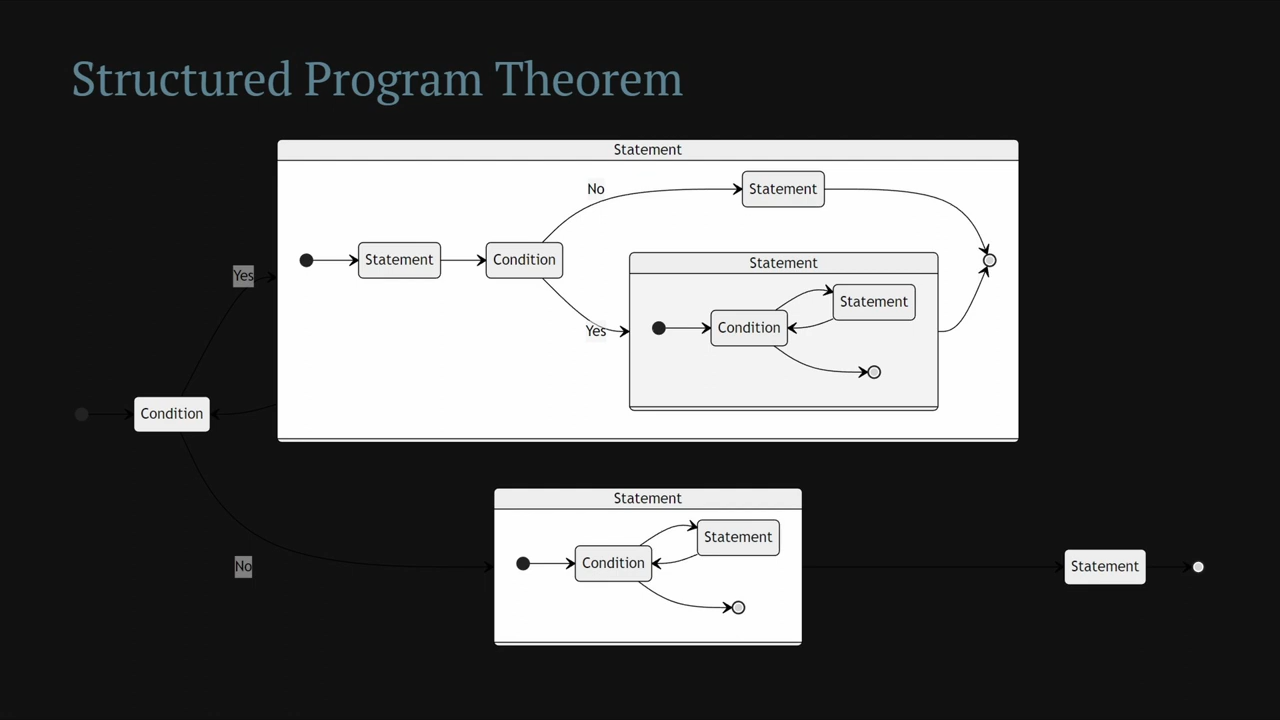 Structured Program Theorem
Statement
No
Statement
Statement
Condition
Statement
Yes
Statement
Yes
Condition
Condition
Statement
Statement
Condition
No
Statement